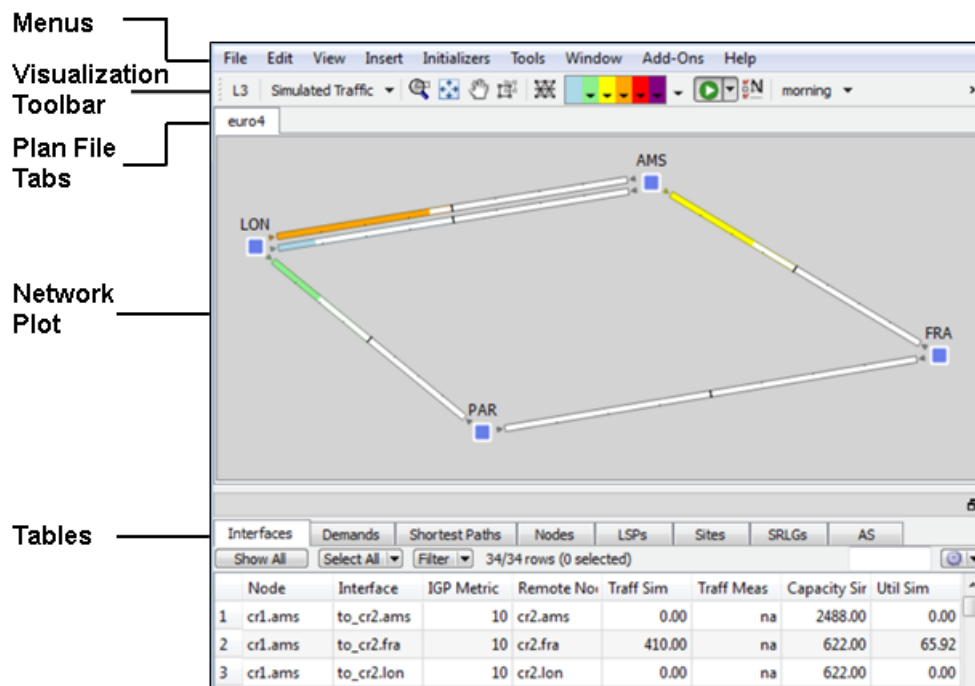 Menus
File Edit View Insert Initializers Tools Window Add-Ons Help
Visualization
Toolbar
L3 Simulated Traffic morning
Plan File
Tabs
euro4
AMS
LON
Network
Plot
FRA
PAR
Tables
Interfaces Demands Shortest Paths Nodes LSPs Sites SRLGs AS
Show All Select All Filter 34/34 rows (0 selected)
Node Interface IGP Metric Remote Traff Sim Traff Meas Capacity Util Sim
1 cr1.ams to_cr2.ams 10 cr2.ams 0.00 na 2488.00 0.00
2 cr1.ams to_cr2.fra 10 cr2.fra 410.00 na 622.00 65.92
3 cr1.ams to_cr2.lon 10 cr2.lon 0.00 na 622.00 0.00